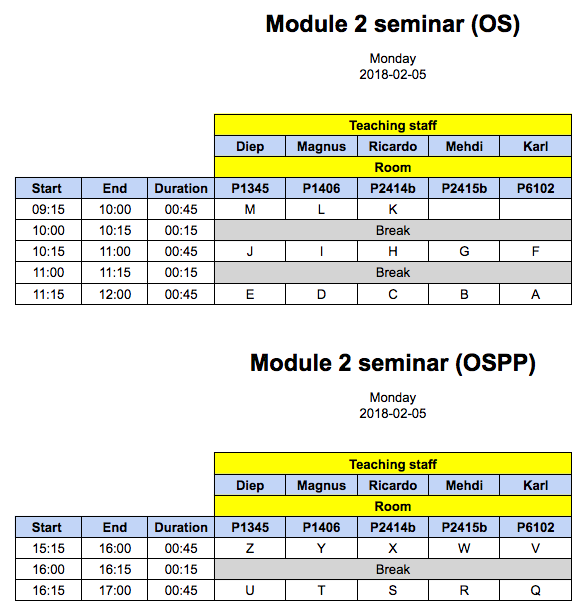 Module 2 seminar (OS)
Monday
2018-02-05
Teaching staff
Diep Magnus Ricardo Mehdi Karl
Room
Start End Duration P1345 P1406 P2414b P2415b P6102
09:15 10:00 00:45 M L K
10:00 10:15 00:15 Break
10:15 11:00 00:45 J I H G F
11:00 11:15 00:15 Break
11:15 12:00 00:45 E D C B A
Module 2 seminar (OSPP)
Monday
2018-02-05
Teaching staff
Diep Magnus Ricardo Mehdi Karl
Room
Start End Duration P1345 P1406 P2414b P2415b P6102
15:15 16:00 00:45 Z Y X W V
16:00 16:15 00:15 Break
16:15 17:00 00:45 U T S R Q